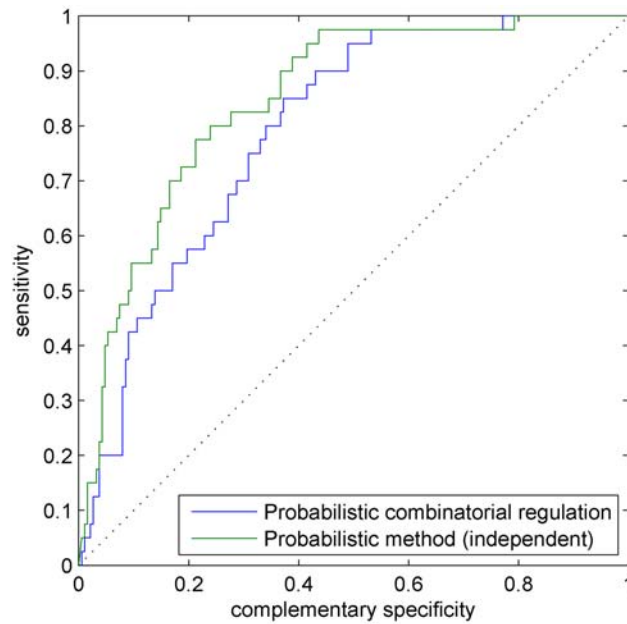 1
0.9
0.8
0.7
0.6
0.5
0.4
0.3
0.2
0.1
0
sensitivity
Probabilistic combinatorial regulation
Probabilistic method (independent)
0 0.2 0.4 0.6 0.8 1
complementary specificity